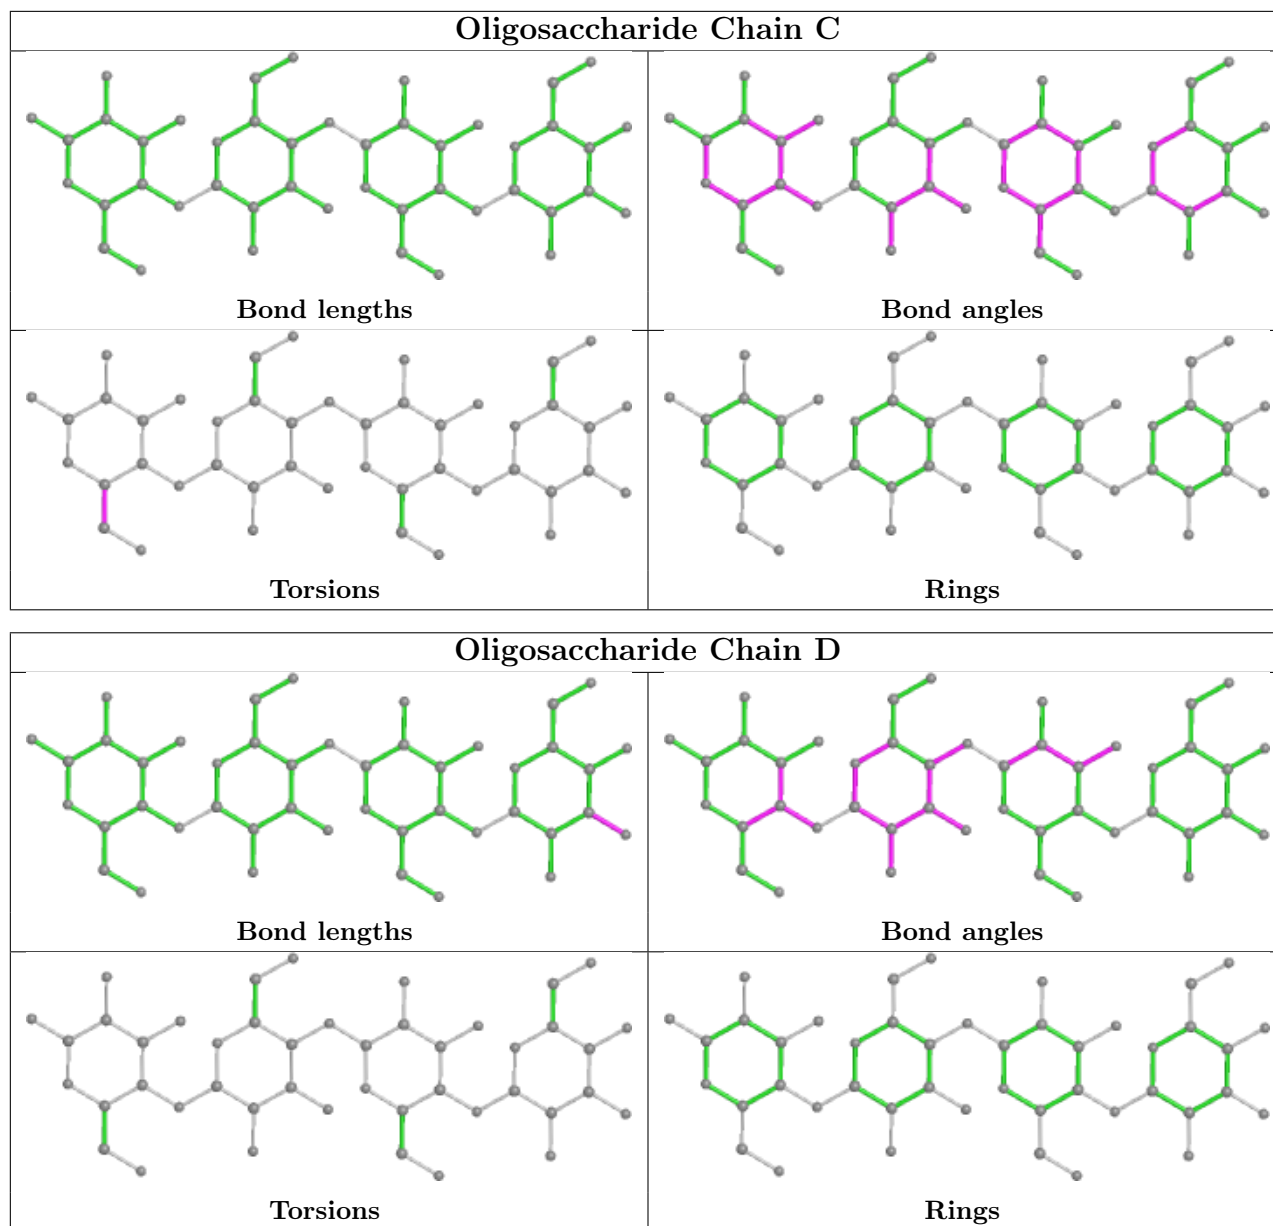 Oligosaccharide Chain C
Bond lengths
Bond angles
Torsions
Rings
Oligosaccharide Chain D
Bond lengths
Bond angles
Torsions
Rings